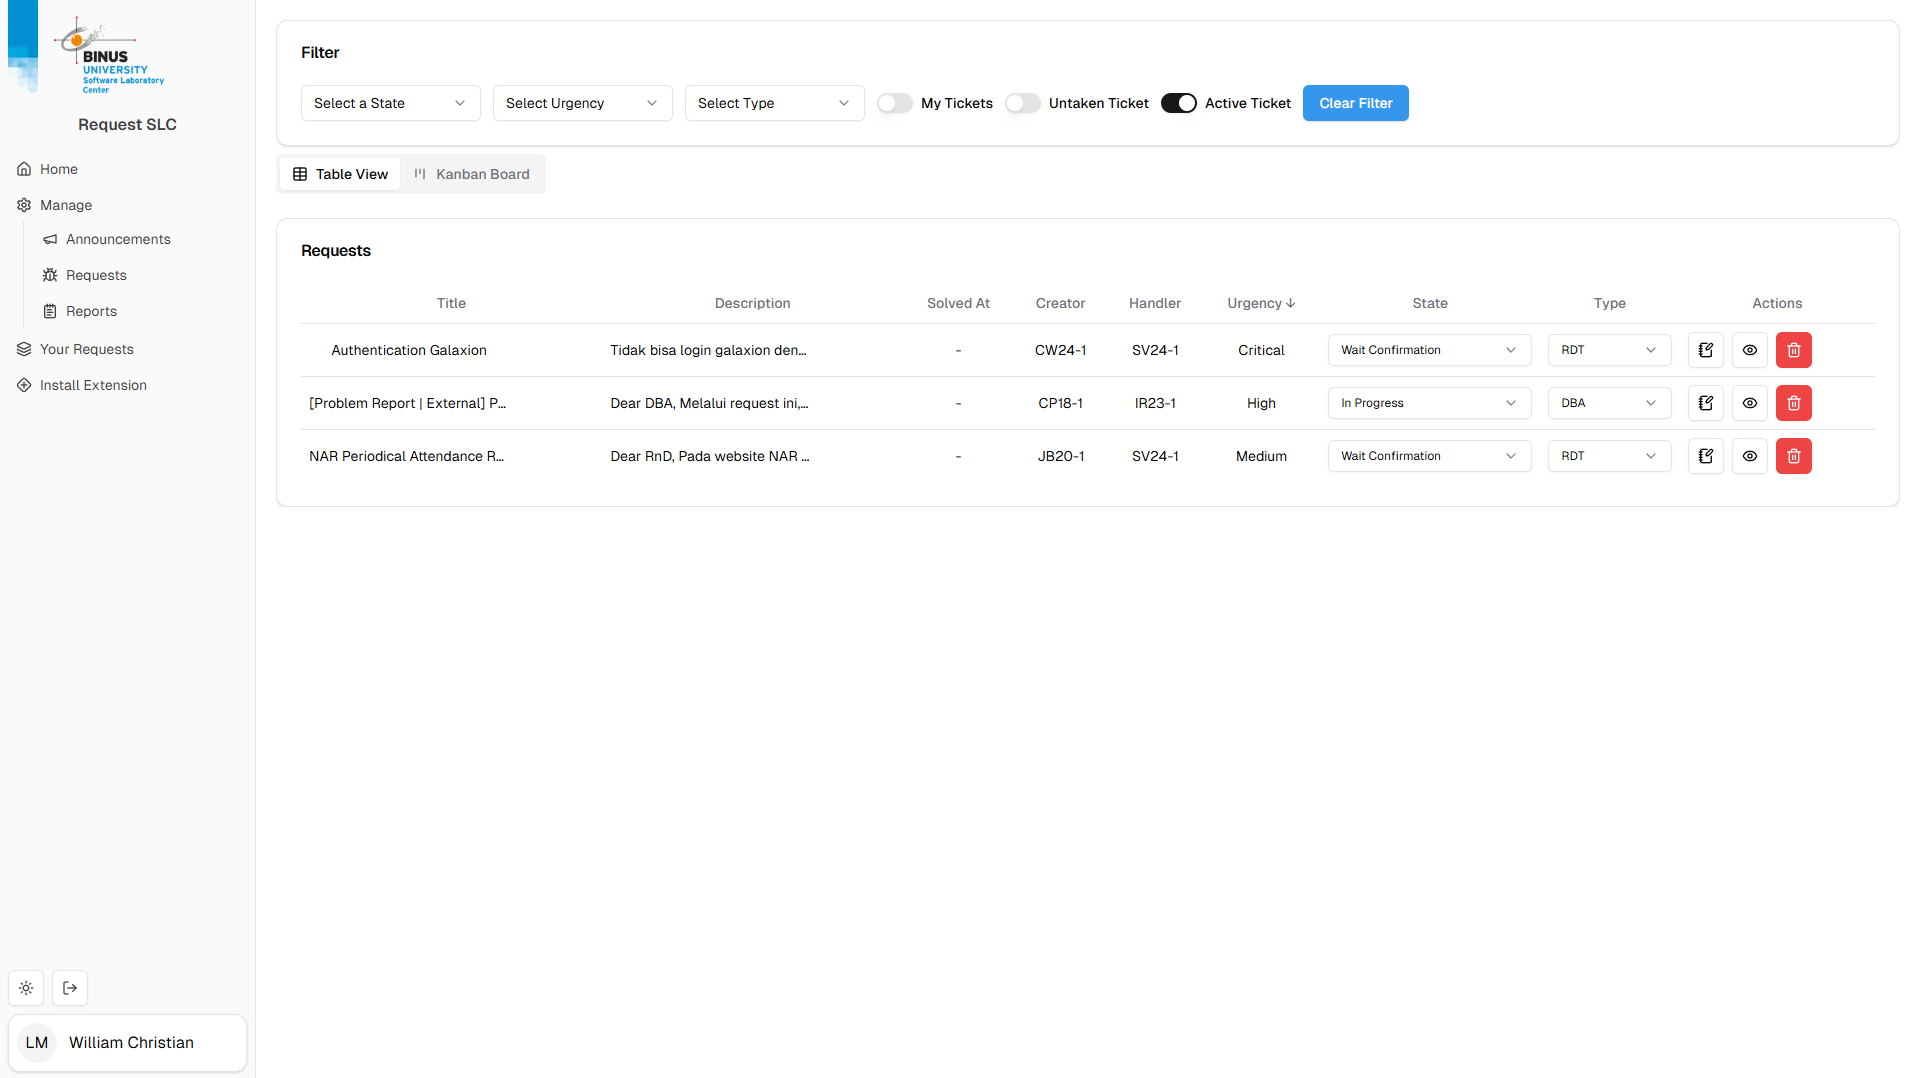 BINUS
UNIVERSITY
Software Laboratory
Center
Request SLC
Home
Manage
Announcements
Requests
Reports
Your Requests
Install Extension
LM William Christian
Filter
Select a State Select Urgency Select Type My Tickets Untaken Ticket Active Ticket Clear Filter
Table View Kanban Board
Requests
Title Description Solved At Creator Handler Urgency State Type Actions
Authentication Galaxion Tidak bisa login galaxion den... - CW24-1 SV24-1 Critical Wait Confirmation RDT
[Problem Report | External] P... Dear DBA, Melalui request ini,... - CP18-1 IR23-1 High In Progress DBA
NAR Periodical Attendance R... Dear RnD, Pada website NAR ... - JB20-1 SV24-1 Medium Wait Confirmation RDT